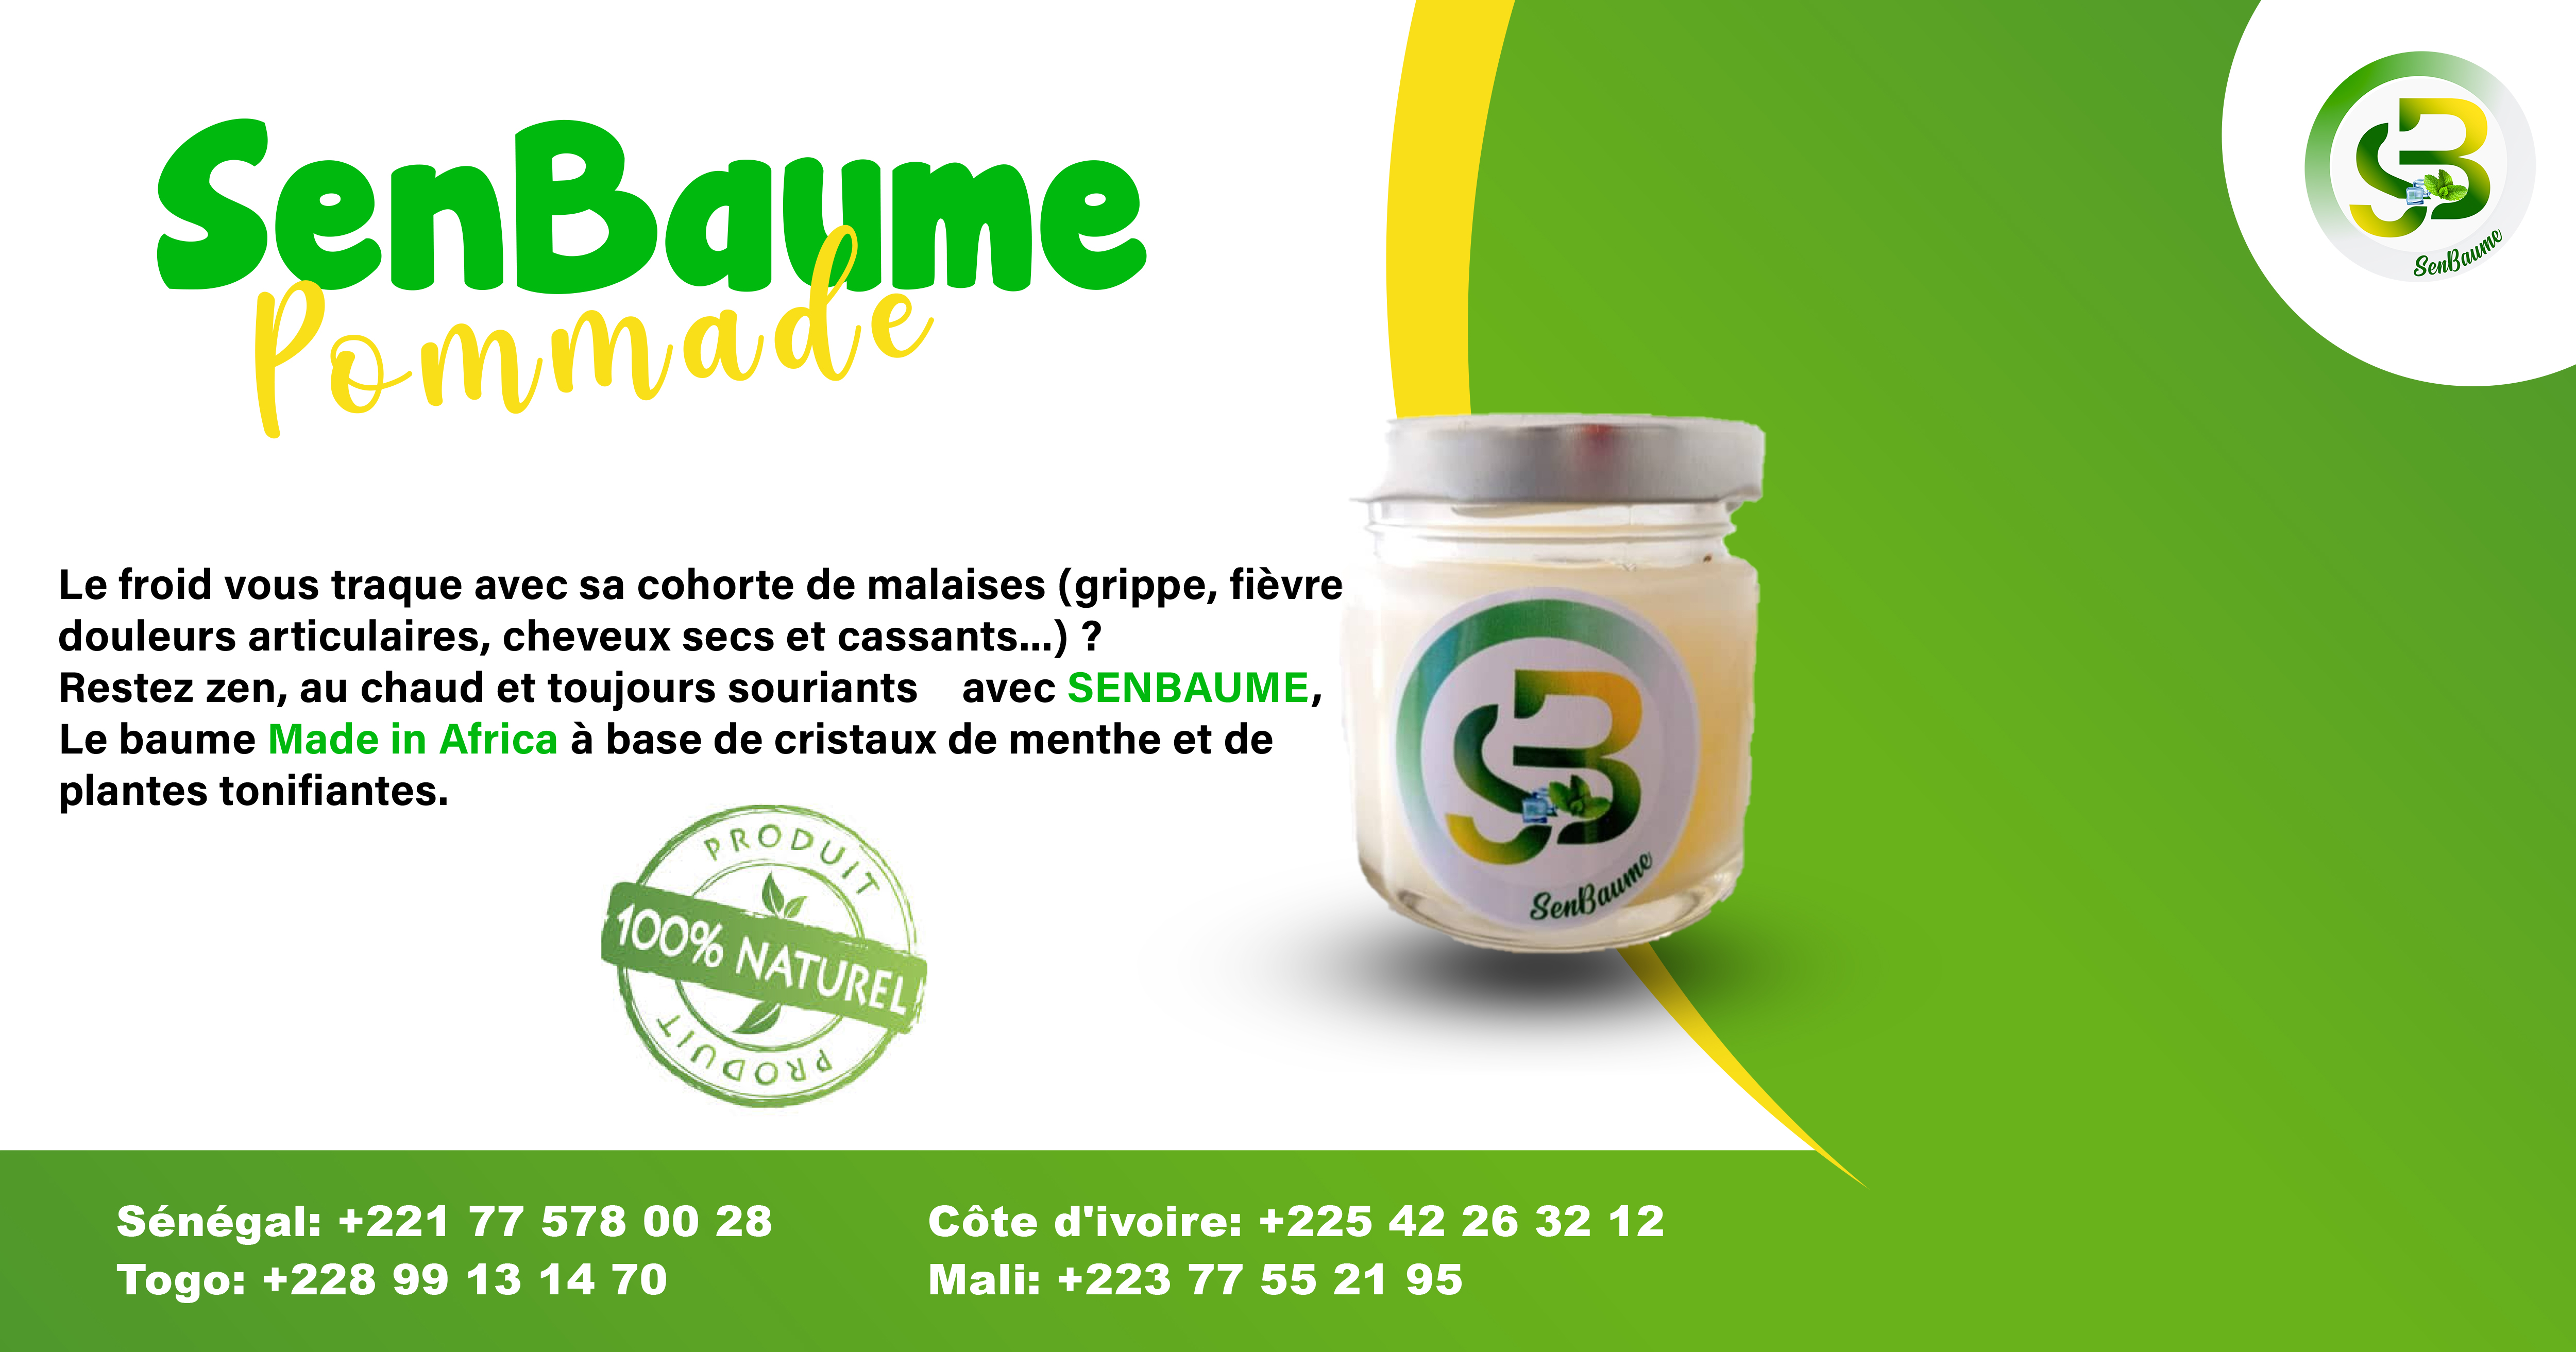 SenBaume
Pommade
SB
SenBaume
Le froid vous traque avec sa cohorte de malaises (grippe, fièvre
douleurs articulaires, cheveux secs et cassants...) ?
Restez zen, au chaud et toujours souriants avec SENBAUME,
Le baume Made in Africa à base de cristaux de menthe et de
plantes tonifiantes.
SB
SenBaume
PRODUIT
100% NATUREL
PRODUIT
Sénégal: +221 77 578 00 28
Togo: +228 99 13 14 70
Côte d'ivoire: +225 42 26 32 12
Mali: +223 77 55 21 95